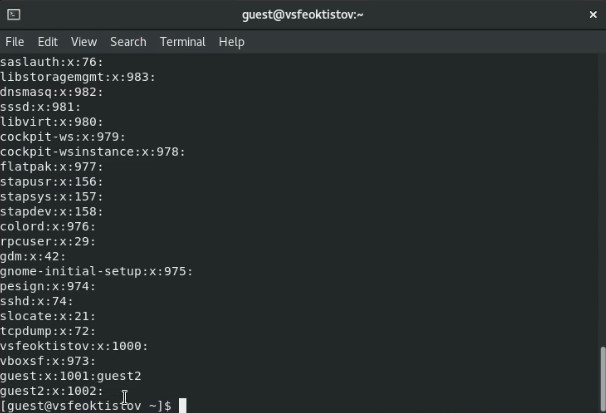 guest@vsfeoktistov:~
File Edit View Search Terminal Help
saslauth:x:76:
libstoragemgmt:x:983:
dnsmasq:x:982:
sssd:x:981:
libvirt:x:980:
cockpit-ws:x:979:
cockpit-wsinstance:x:978:
flatpak:x:977:
stapusr:x:156:
stapsys:x:157:
stapdev:x:158:
colord:x:976:
rpcuser:x:29:
gdm:x:42:
gnome-initial-setup:x:975:
pesign:x:974:
sshd:x:74:
slocate:x:21:
tcpdump:x:72:
vsfeoktistov:x:1000:
vboxsf:x:973:
guest:x:1001:guest2
guest2:x:1002:
[guest@vsfeoktistov ~]$